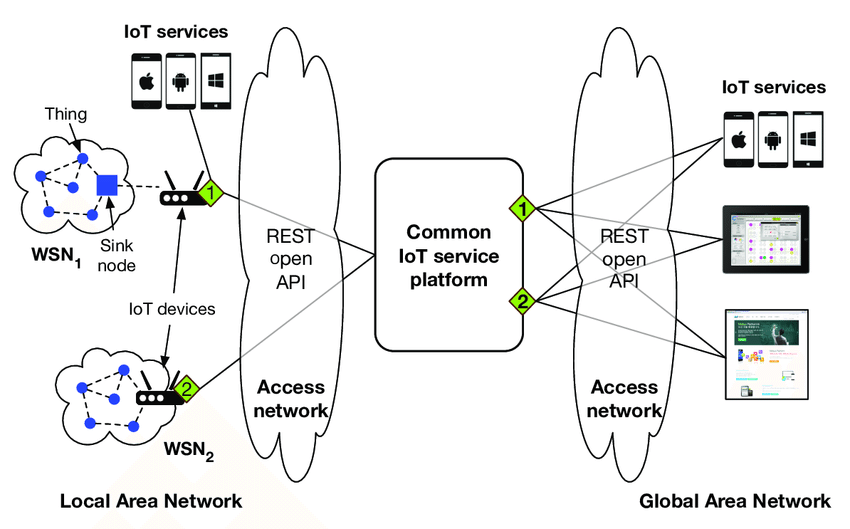 IoT services
Thing
1
WSN1
Sink
node
IoT devices
2
WSN2
Local Area Network
REST
open
API
Access
network
Common
IoT service
platform
1
2
REST
open
API
Access
network
IoT services
Global Area Network